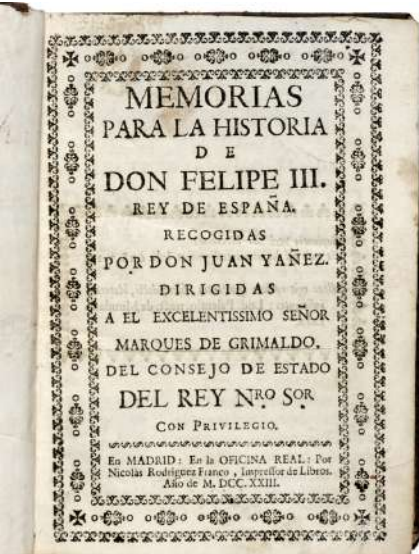 MEMORIAS
PARA LA HISTORIA
DE
DON FELIPE III.
REY DE ESPAÑA.
RECOGIDAS
POR DON JUAN YAÑEZ.
DIRIGIDAS
A EL EXCELENTISSIMO SEÑOR
MARQUES DE GRIMALDO.
DEL CONSEJO DE ESTADO
DEL REY Nᴿᴼ. Sᴼᴿ
CON PRIVILEGIO.
En MADRID: En la OFICINA REAL: Por
Nicolàs Rodriguez Franco, Impressor de Libros.
Año de M. DCC. XXIII.